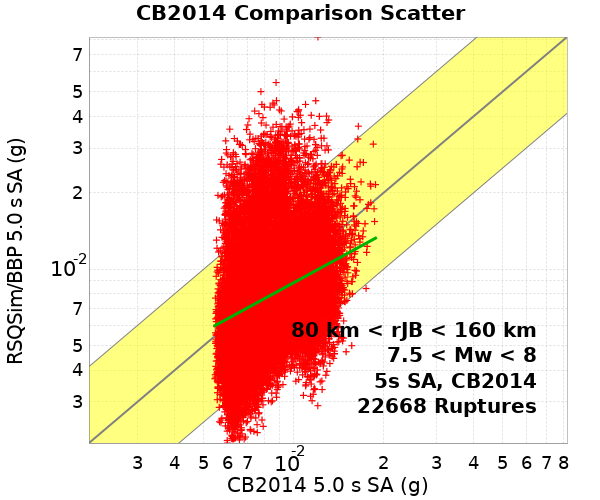 CB2014 Comparison Scatter
RSQSim/BBP 5.0 s SA (g)
7
5
4
3
2
10-2
7
5
4
3
80 km < rJB < 160 km
7.5 < Mw < 8
5s SA, CB2014
22668 Ruptures
3 4 5 6 7 10-2 2 3 4 5 6 7 8
CB2014 5.0 s SA (g)